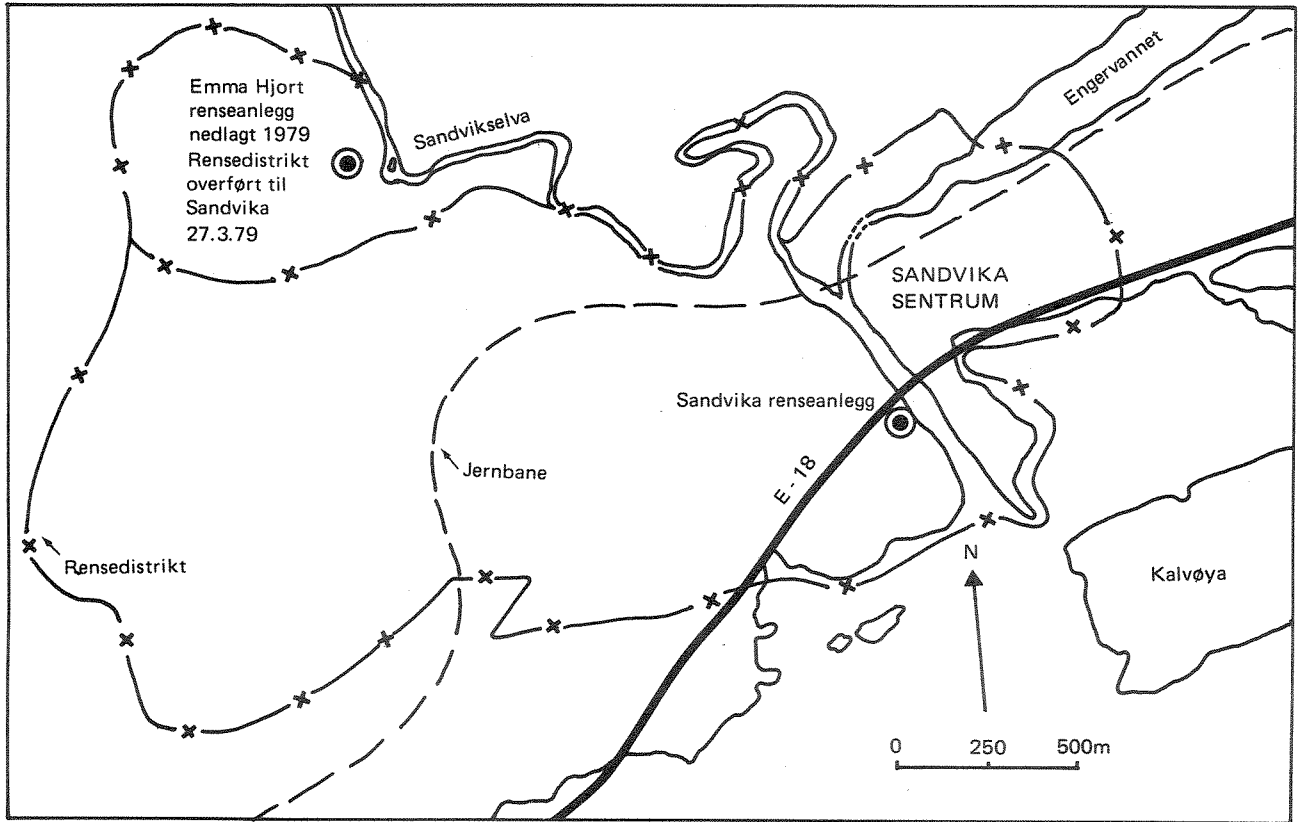 Emma Hjort
renseanlegg
nedlagt 1979
Rensedistrikt
overført til
Sandvika
27.3.79
Sandvikselva
Engervannet
SANDVIKA
SENTRUM
Sandvika renseanlegg
Jernbane
E-18
Rensedistrikt
N
Kalvøya
0 250 500m